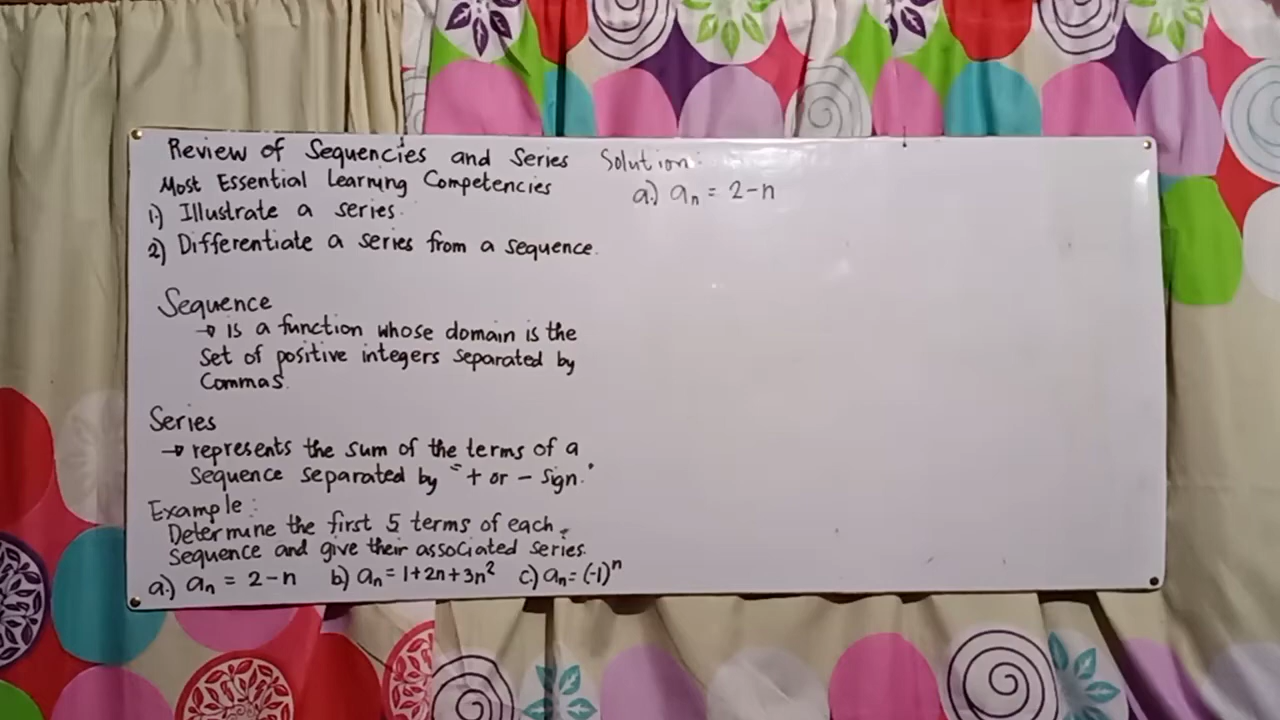 Review of Sequencies and Series
Most Essential Learning Competencies
1.) Illustrate a series.
2) Differentiate a series from a sequence.
Sequence
→ is a function whose domain is the
set of positive integers separated by
Commas.
Series
→ represents the sum of the terms of a
Sequence separated by "+ or - sign."
Example:
Determine the first 5 terms of each
Sequence and give their associated series.
a.) aₙ = 2-n b) aₙ = 1+2n+3n² c) aₙ = (-1)ⁿ
Solution:
a.) aₙ = 2-n